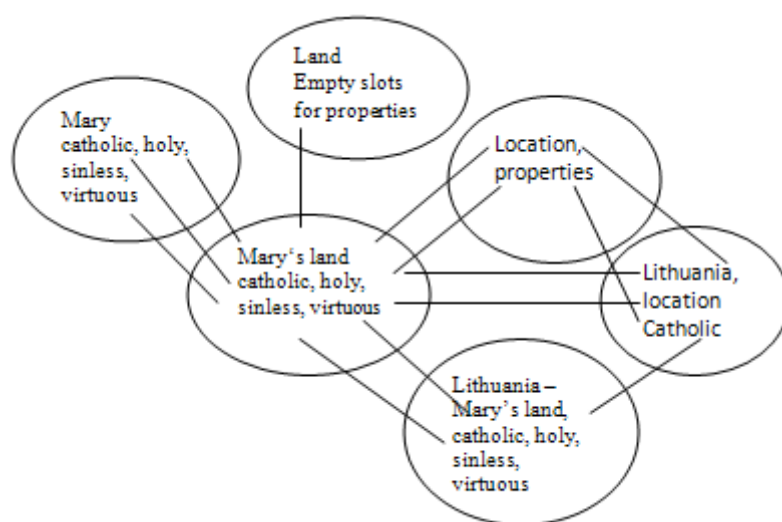 Land
Empty slots
for properties
Mary
catholic, holy,
sinless,
virtuous
Location,
properties
Mary‘s land
catholic, holy,
sinless, virtuous
Lithuania,
location
Catholic
Lithuania –
Mary’s land,
catholic, holy,
sinless,
virtuous